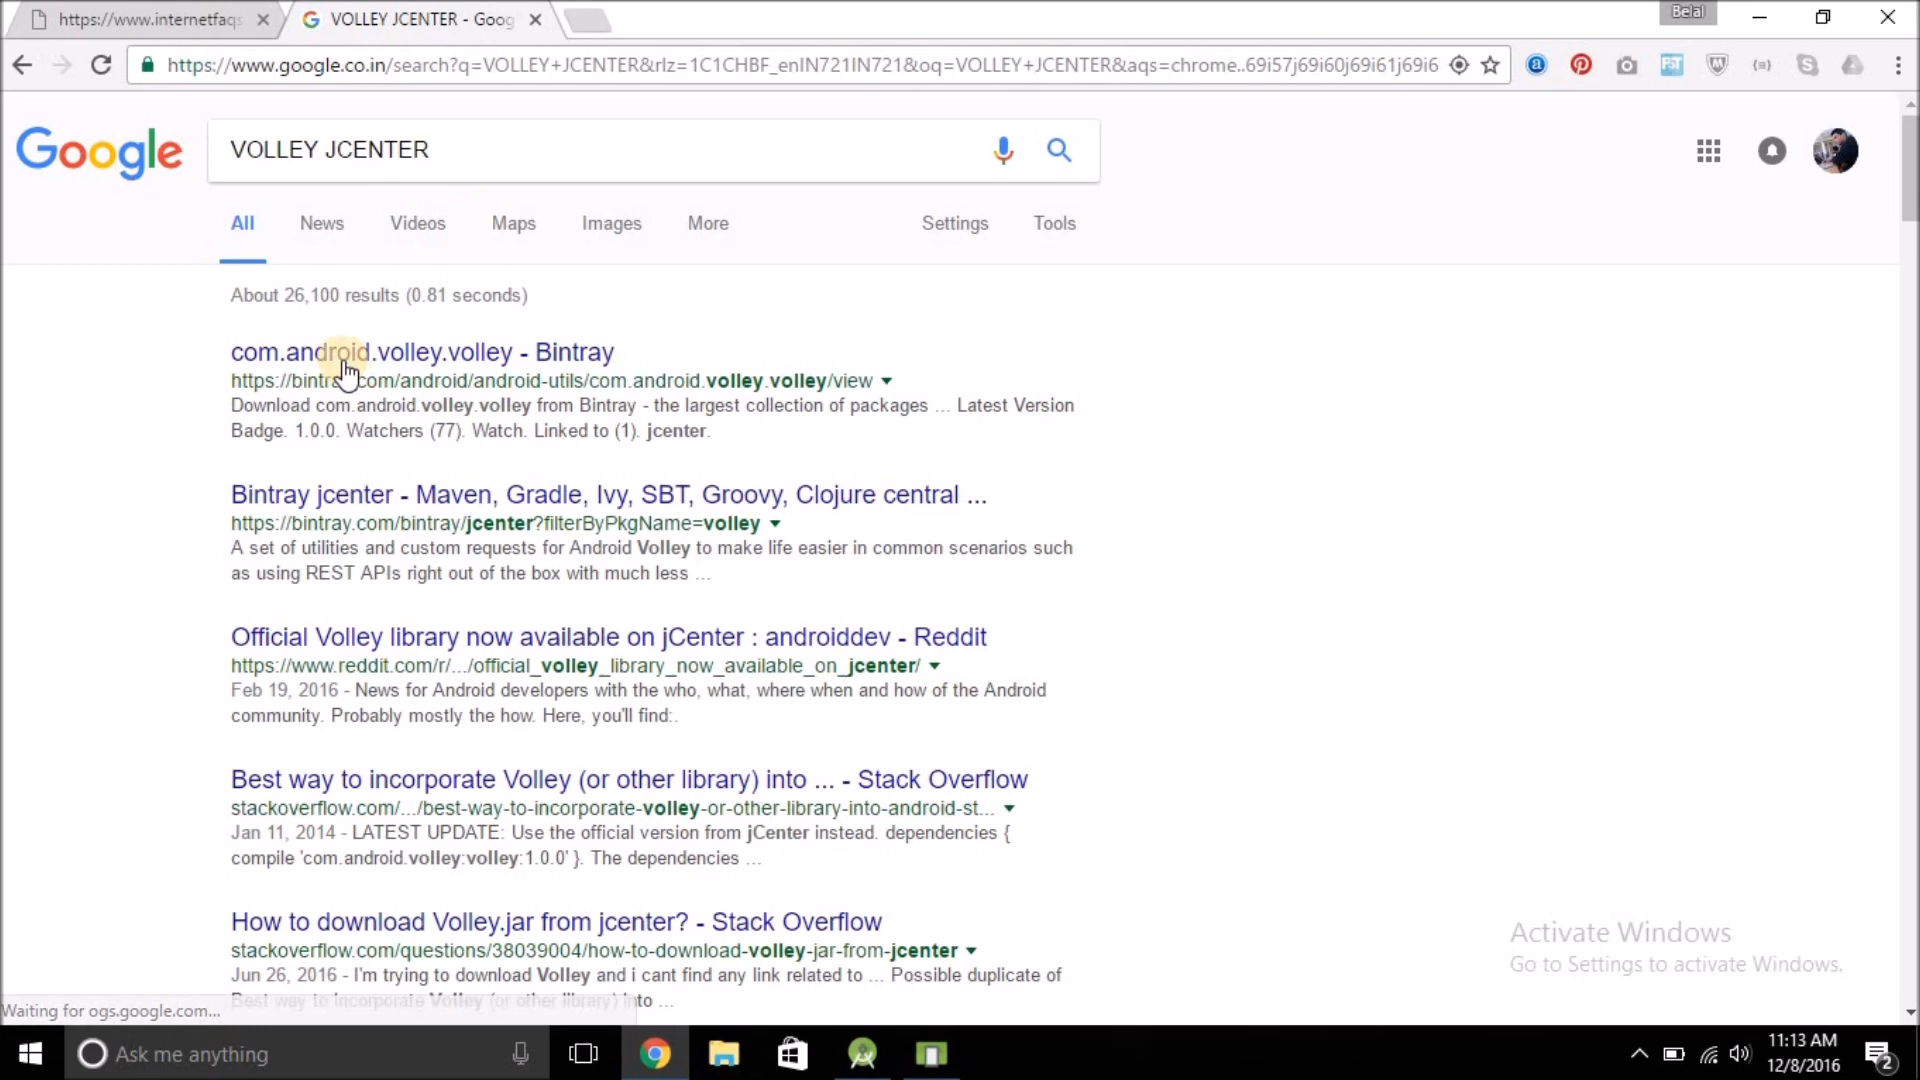 https://www.internetfaqs
VOLLEY JCENTER - Goog
Belal
https://www.google.co.in/search?q=VOLLEY+JCENTER&rlz=1C1CHBF_enIN721IN721&oq=VOLLEY+JCENTER&aqs=chrome..69i57j69i60j69i61j69i6
Google
VOLLEY JCENTER
All News Videos Maps Images More Settings Tools
About 26,100 results (0.81 seconds)
com.android.volley.volley - Bintray
https://bintray.com/android/android-utils/com.android.volley.volley/view
Download com.android.volley.volley from Bintray - the largest collection of packages ... Latest Version
Badge. 1.0.0. Watchers (77). Watch. Linked to (1). jcenter.
Bintray jcenter - Maven, Gradle, Ivy, SBT, Groovy, Clojure central ...
https://bintray.com/bintray/jcenter?filterByPkgName=volley
A set of utilities and custom requests for Android Volley to make life easier in common scenarios such
as using REST APIs right out of the box with much less ...
Official Volley library now available on jCenter : androiddev - Reddit
https://www.reddit.com/r/.../official_volley_library_now_available_on_jcenter/
Feb 19, 2016 - News for Android developers with the who, what, where when and how of the Android
community. Probably mostly the how. Here, you'll find:.
Best way to incorporate Volley (or other library) into ... - Stack Overflow
stackoverflow.com/.../best-way-to-incorporate-volley-or-other-library-into-android-st...
Jan 11, 2014 - LATEST UPDATE: Use the official version from jCenter instead. dependencies {
compile 'com.android.volley:volley:1.0.0' }. The dependencies ...
How to download Volley.jar from jcenter? - Stack Overflow
stackoverflow.com/questions/38039004/how-to-download-volley-jar-from-jcenter
Jun 26, 2016 - I'm trying to download Volley and i cant find any link related to ... Possible duplicate of
Best way to incorporate Volley (or other library) into ...
Activate Windows
Go to Settings to activate Windows.
Waiting for ogs.google.com...
Ask me anything
11:13 AM
12/8/2016
2